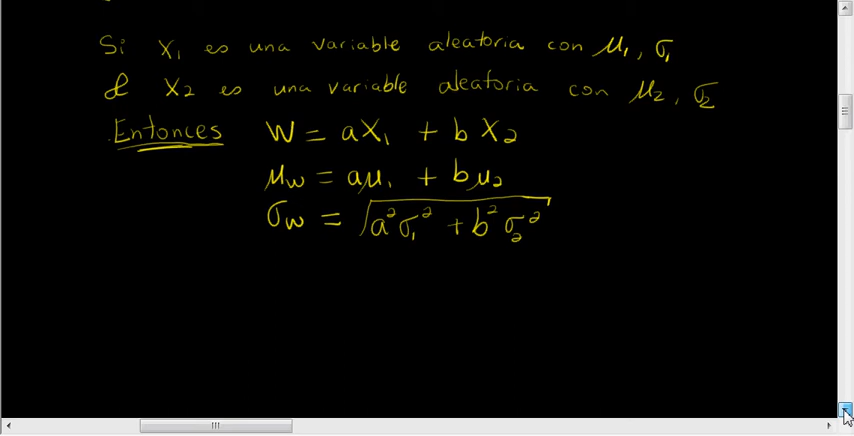 Si X₁ es una variable aleatoria con μ₁, σ₁
& X₂ es una variable aleatoria con μ₂, σ₂
Entonces W = aX₁ + bX₂
μw = aμ₁ + bμ₂
σw = √(a²σ₁² + b²σ₂²)